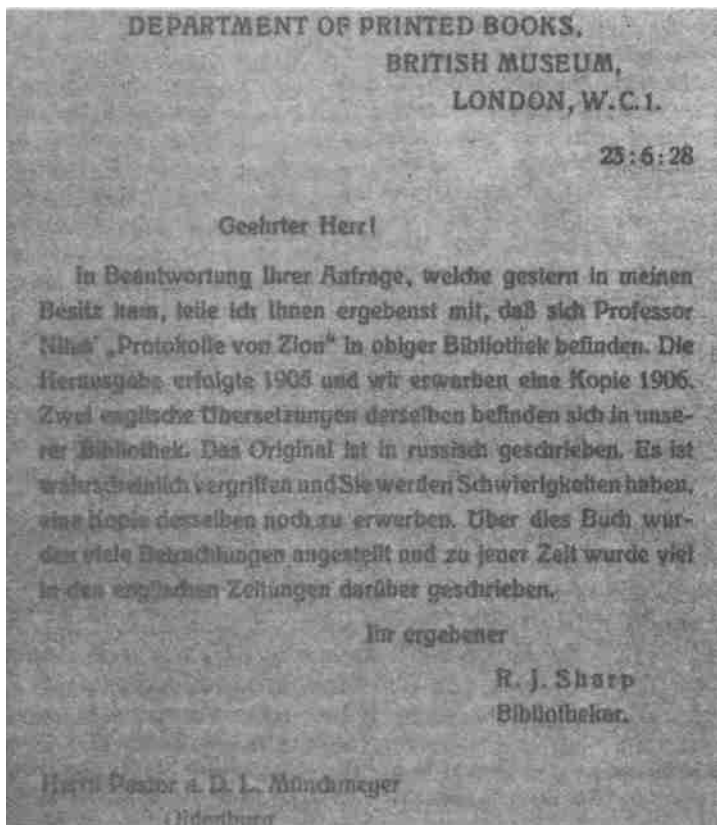 DEPARTMENT OF PRINTED BOOKS,
BRITISH MUSEUM,
LONDON, W.C.1.
25:6:28
Geehrter Herr!
In Beantwortung Ihrer Anfrage, welche gestern in meinen
Besitz kam, teile ich Ihnen ergebenst mit, daß sich Professor
Nilus' „Protokolle von Zion“ in obiger Bibliothek befinden. Die
Herausgabe erfolgte 1905 und wir erwarben eine Kopie 1906.
Zwei englische Übersetzungen derselben befinden sich in unse-
rer Bibliothek. Das Original ist in russisch geschrieben. Es ist
wahrscheinlich vergriffen und Sie werden Schwierigkeiten haben,
eine Kopie desselben noch zu erwerben. Über dies Buch wur-
den viele Betrachtungen angestellt und zu jener Zeit wurde viel
in den englischen Zeitungen darüber geschrieben.
Ihr ergebener
R. J. Sharp
Bibliothekar.
Herrn Pastor a. D. L. Münchmeyer
Oldenburg